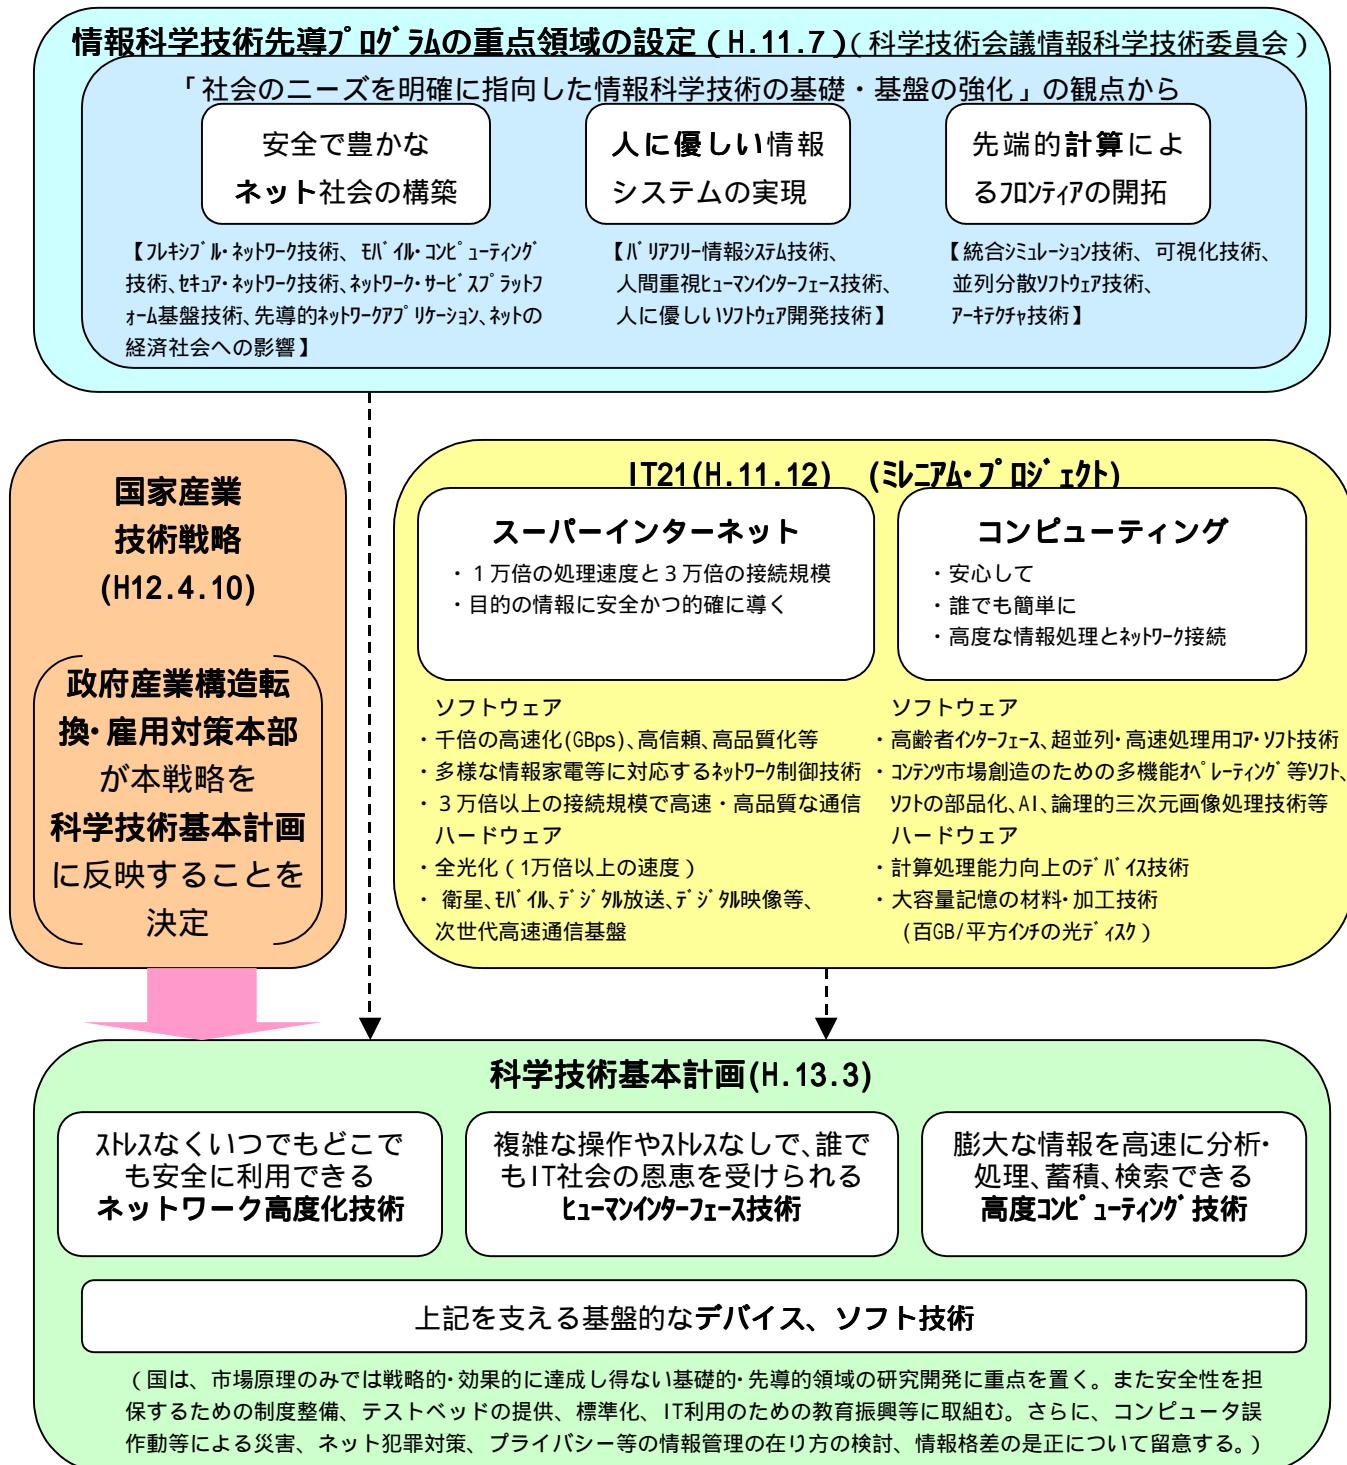 情報科学技術先導ﾌﾟﾛｸﾞﾗﾑの重点領域の設定（H.11.7）（科学技術会議情報科学技術委員会）
「社会のニーズを明確に指向した情報科学技術の基礎・基盤の強化」の観点から
安全で豊かな
ネット社会の構築
【ﾌﾚｷｼﾌﾞﾙ・ネットワーク技術、ﾓﾊﾞｲﾙ・ｺﾝﾋﾟｭｰﾃｨﾝｸﾞ
技術、ｾｷｭｱ・ネットワーク技術、ﾈｯﾄﾜｰｸ・ｻｰﾋﾞｽﾌﾟﾗｯﾄﾌ
ｫｰﾑ基盤技術、先導的ﾈｯﾄﾜｰｸｱﾌﾟﾘｹｰｼｮﾝ、ﾈｯﾄの
経済社会への影響】
人に優しい情報
システムの実現
【ﾊﾞﾘｱﾌﾘｰ情報ｼｽﾃﾑ技術、
人間重視ﾋｭｰﾏﾝｲﾝﾀｰﾌｪｰｽ技術、
人に優しいｿﾌﾄｳｪｱ開発技術】
先端的計算によ
るﾌﾛﾝﾃｨｱの開拓
【統合ｼﾐｭﾚｰｼｮﾝ技術、可視化技術、
並列分散ｿﾌﾄｳｪｱ技術、
ｱｰｷﾃｸﾁｬ技術】
国家産業
技術戦略
(H12.4.10)
政府産業構造転
換・雇用対策本部
が本戦略を
科学技術基本計画
に反映することを
決定
IT21(H.11.12)　(ﾐﾚﾆｱﾑ・ﾌﾟﾛｼﾞｪｸﾄ)
スーパーインターネット
・１万倍の処理速度と３万倍の接続規模
・目的の情報に安全かつ的確に導く
ソフトウェア
・千倍の高速化(GBps)、高信頼、高品質化等
・多様な情報家電等に対応するﾈｯﾄﾜｰｸ制御技術
・３万倍以上の接続規模で高速・高品質な通信
ハードウェア
・全光化（1万倍以上の速度）
・衛星、ﾓﾊﾞｲﾙ、ﾃﾞｼﾞﾀﾙ放送、ﾃﾞｼﾞﾀﾙ映像等、
次世代高速通信基盤
コンピューティング
・安心して
・誰でも簡単に
・高度な情報処理とﾈｯﾄﾜｰｸ接続
ソフトウェア
・高齢者ｲﾝﾀｰﾌｪｰｽ、超並列・高速処理用ｺｱ・ｿﾌﾄ技術
・ｺﾝﾃﾝﾂ市場創造のための多機能ｵﾍﾟﾚｰﾃｨﾝｸﾞ等ｿﾌﾄ、
ｿﾌﾄの部品化、AI、論理的三次元画像処理技術等
ハードウェア
・計算処理能力向上のﾃﾞﾊﾞｲｽ技術
・大容量記憶の材料・加工技術
（百GB/平方ｲﾝﾁの光ﾃﾞｨｽｸ）
科学技術基本計画(H.13.3)
ｽﾄﾚｽなくいつでもどこで
も安全に利用できる
ネットワーク高度化技術
複雑な操作やｽﾄﾚｽなしで、誰で
もIT社会の恩恵を受けられる
ﾋｭｰﾏﾝｲﾝﾀｰﾌｪｰｽ技術
膨大な情報を高速に分析・
処理、蓄積、検索できる
高度ｺﾝﾋﾟｭｰﾃｨﾝｸﾞ技術
上記を支える基盤的なデバイス、ソフト技術
（国は、市場原理のみでは戦略的・効果的に達成し得ない基礎的・先導的領域の研究開発に重点を置く。また安全性を担
保するための制度整備、テストベッドの提供、標準化、IT利用のための教育振興等に取組む。さらに、コンピュータ誤
作動等による災害、ネット犯罪対策、プライバシー等の情報管理の在り方の検討、情報格差の是正について留意する。）